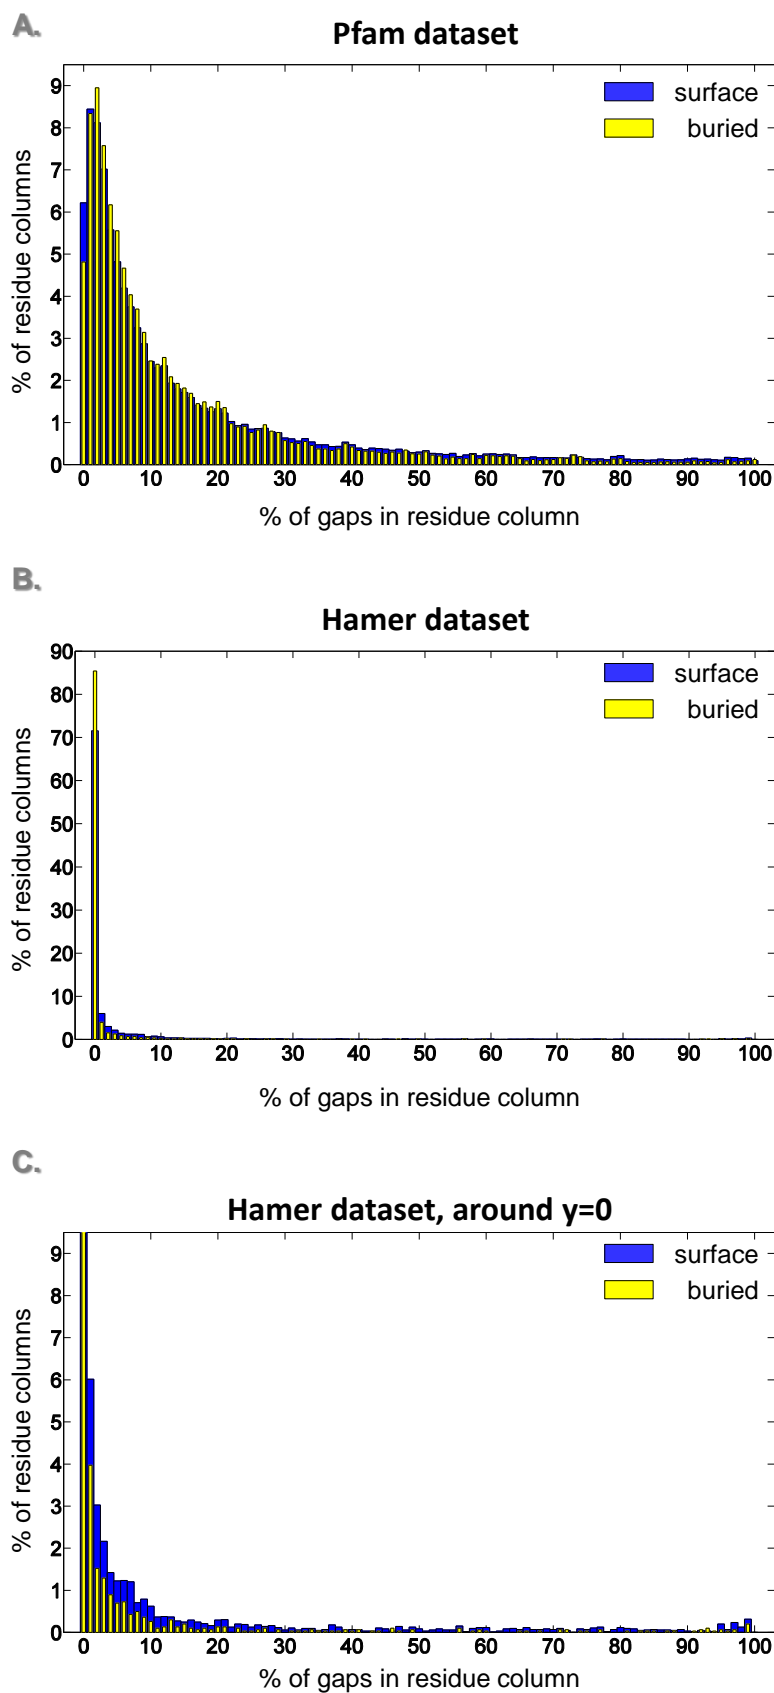 A.
Pfam dataset
surface
buried
% of residue columns
9
8
7
6
5
4
3
2
1
0
0 10 20 30 40 50 60 70 80 90 100
% of gaps in residue column
B.
Hamer dataset
surface
buried
% of residue columns
90
80
70
60
50
40
30
20
10
0
0 10 20 30 40 50 60 70 80 90 100
% of gaps in residue column
C.
Hamer dataset, around y=0
surface
buried
% of residue columns
9
8
7
6
5
4
3
2
1
0
0 10 20 30 40 50 60 70 80 90 100
% of gaps in residue column